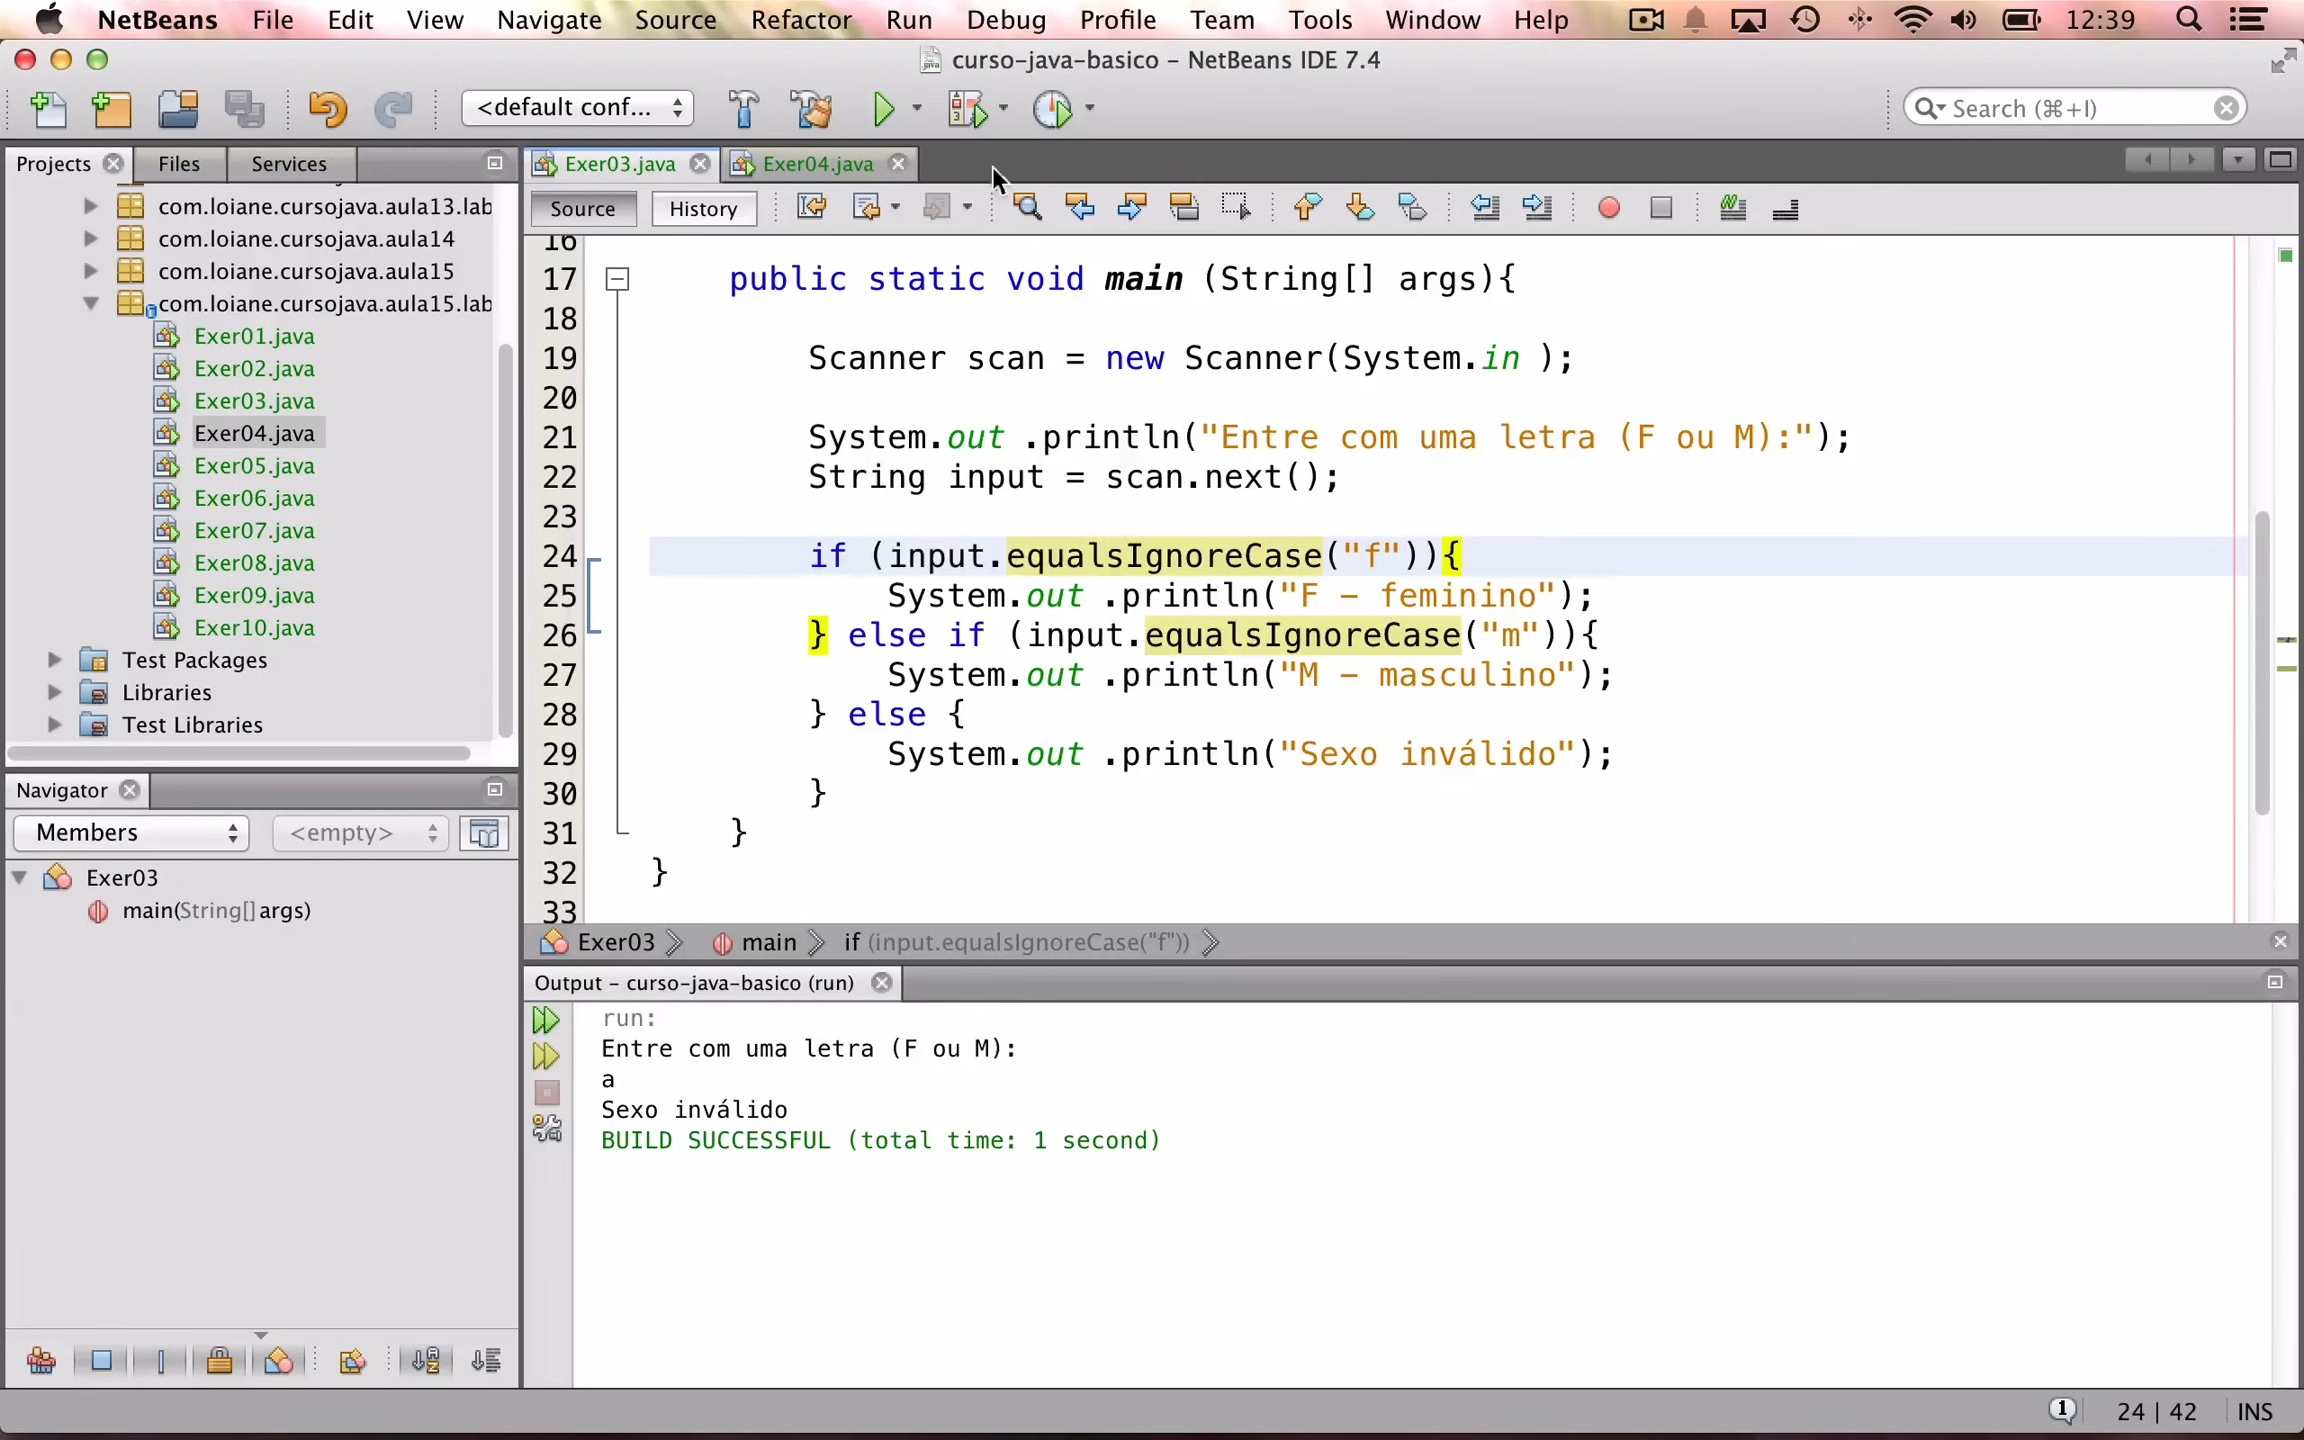 NetBeans File Edit View Navigate Source Refactor Run Debug Profile Team Tools Window Help 12:39
curso-java-basico – NetBeans IDE 7.4
<default conf... Search (⌘+I)
Projects Files Services
com.loiane.cursojava.aula13.lab
com.loiane.cursojava.aula14
com.loiane.cursojava.aula15
com.loiane.cursojava.aula15.lab
Exer01.java
Exer02.java
Exer03.java
Exer04.java
Exer05.java
Exer06.java
Exer07.java
Exer08.java
Exer09.java
Exer10.java
Test Packages
Libraries
Test Libraries
Navigator
Members <empty>
Exer03
main(String[] args)
Exer03.java Exer04.java
Source History
16
17 public static void main (String[] args){
18
19 Scanner scan = new Scanner(System.in );
20
21 System.out .println("Entre com uma letra (F ou M):");
22 String input = scan.next();
23
24 if (input.equalsIgnoreCase("f")){
25 System.out .println("F – feminino");
26 } else if (input.equalsIgnoreCase("m")){
27 System.out .println("M – masculino");
28 } else {
29 System.out .println("Sexo inválido");
30 }
31 }
32 }
33
Exer03 main if (input.equalsIgnoreCase("f"))
Output – curso-java-basico (run)
run:
Entre com uma letra (F ou M):
a
Sexo inválido
BUILD SUCCESSFUL (total time: 1 second)
1 24 | 42 INS